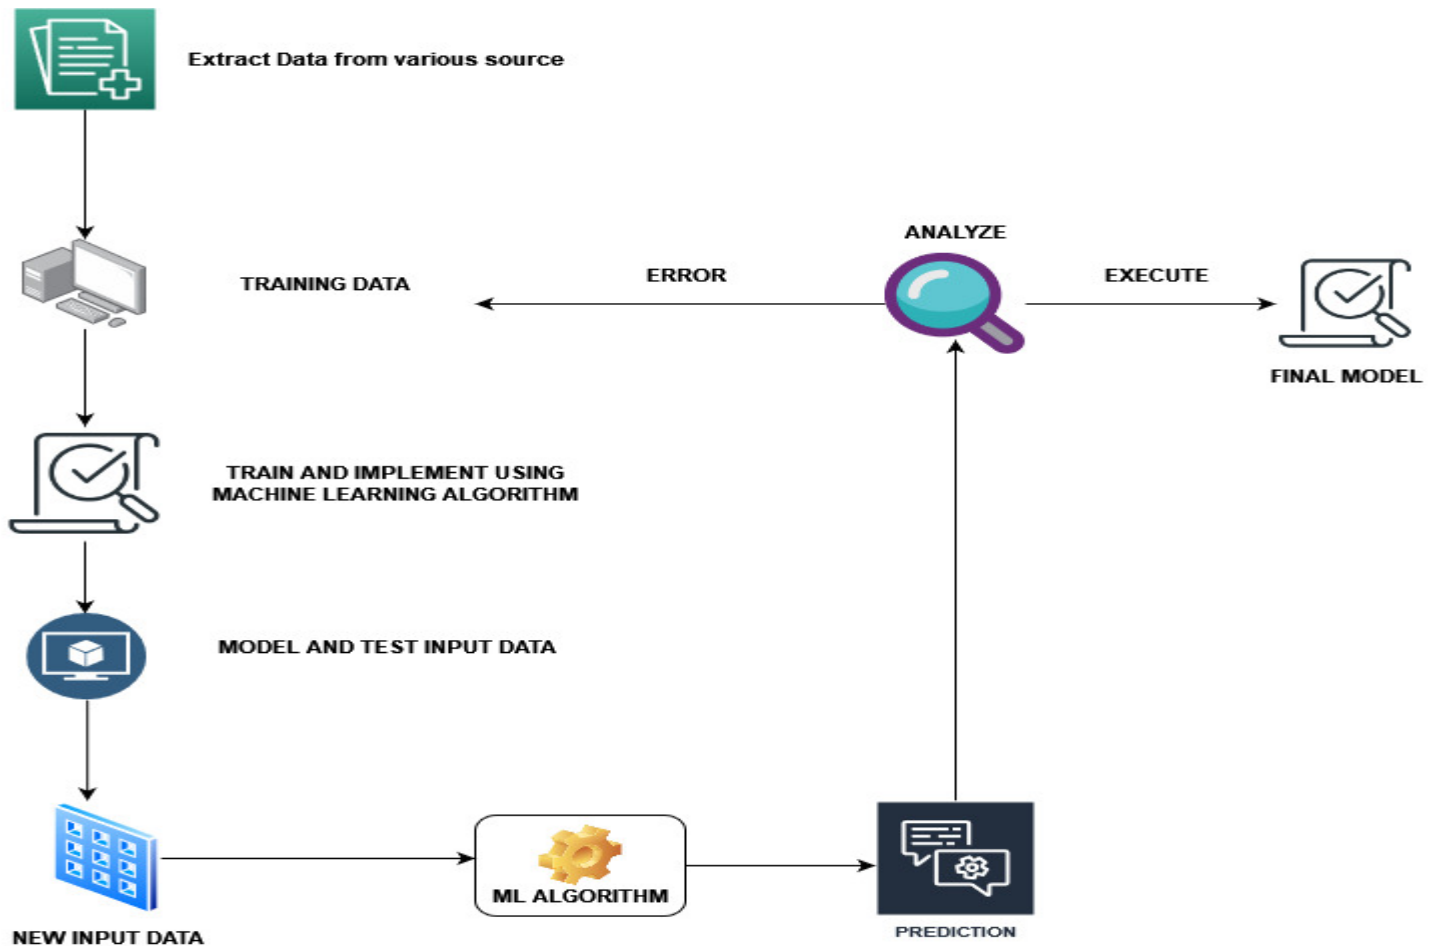 Extract Data from various source
ANALYZE
TRAINING DATA
ERROR
EXECUTE
FINAL MODEL
TRAIN AND IMPLEMENT USING
MACHINE LEARNING ALGORITHM
MODEL AND TEST INPUT DATA
ML ALGORITHM
NEW INPUT DATA
PREDICTION